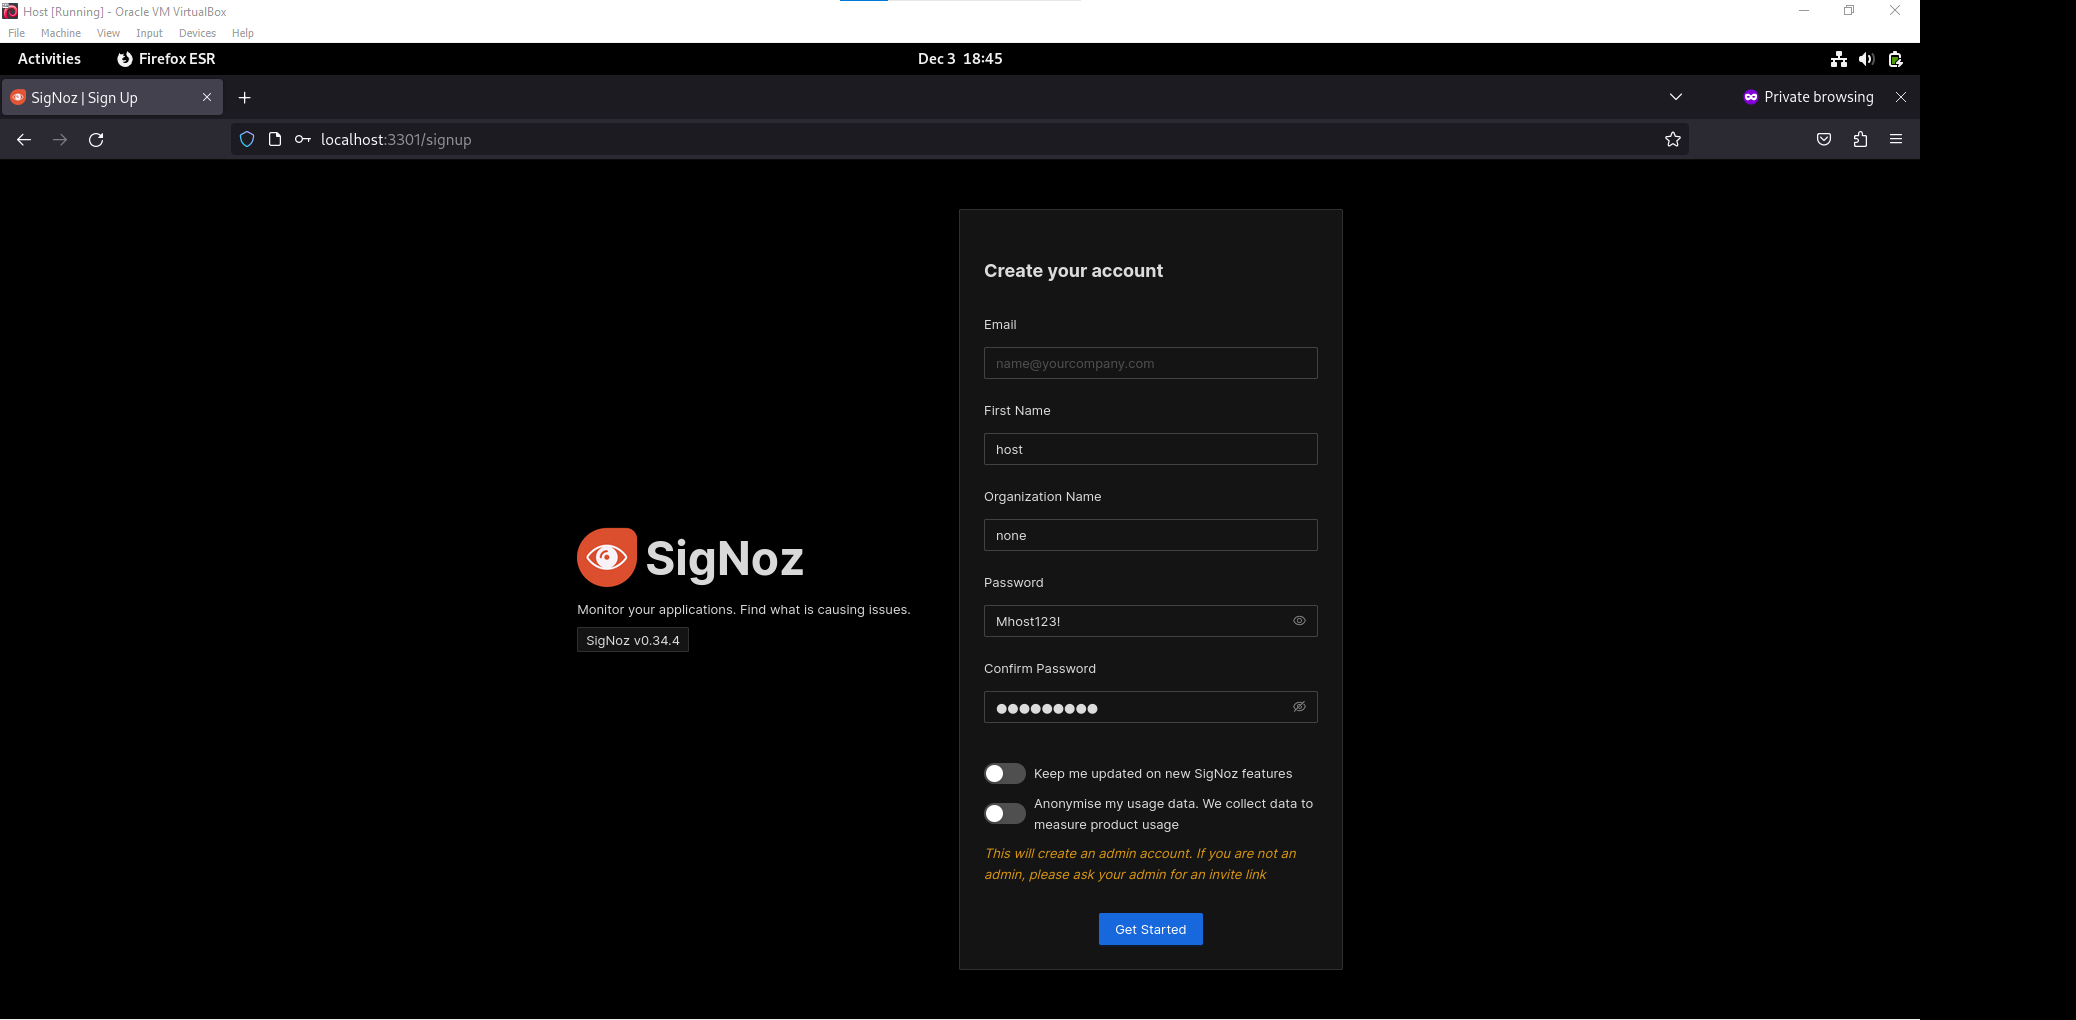 Host [Running] - Oracle VM VirtualBox
File Machine View Input Devices Help
Activities Firefox ESR Dec 3 18:45
SigNoz | Sign Up Private browsing
localhost:3301/signup
Create your account
Email
name@yourcompany.com
First Name
host
Organization Name
none
SigNoz
Monitor your applications. Find what is causing issues.
SigNoz v0.34.4
Password
Mhost123!
Confirm Password
●●●●●●●●●
Keep me updated on new SigNoz features
Anonymise my usage data. We collect data to
measure product usage
This will create an admin account. If you are not an
admin, please ask your admin for an invite link
Get Started